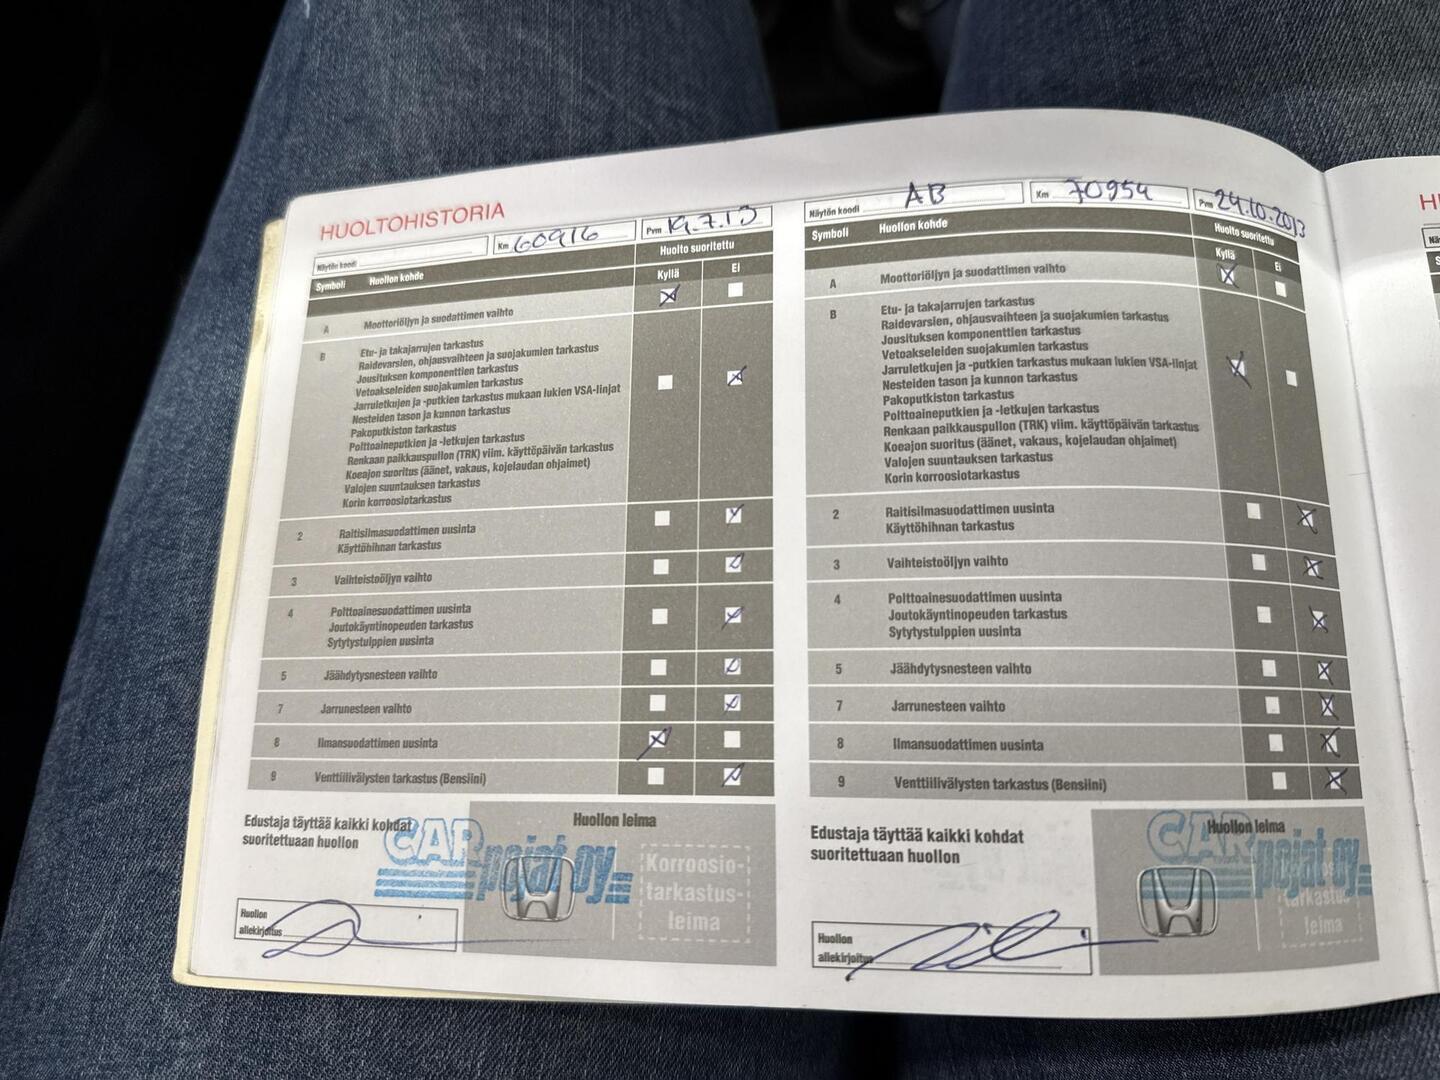 HUOLTOHISTORIA
Näytön koodi
Km 60916
Pvm 19.7.13
Symboli Huollon kohde Huolto suoritettu
Kyllä Ei
A Moottoriöljyn ja suodattimen vaihto
B Etu- ja takajarrujen tarkastus
Raidevarsien, ohjausvaihteen ja suojakumien tarkastus
Jousituksen komponenttien tarkastus
Vetoakseleiden suojakumien tarkastus
Jarruletkujen ja -putkien tarkastus mukaan lukien VSA-linjat
Nesteiden tason ja kunnon tarkastus
Pakoputkiston tarkastus
Polttoaineputkien ja -letkujen tarkastus
Renkaan paikkauspullon (TRK) viim. käyttöpäivän tarkastus
Koeajon suoritus (äänet, vakaus, kojelaudan ohjaimet)
Valojen suuntauksen tarkastus
Korin korroosiotarkastus
2 Raitisilmasuodattimen uusinta
Käyttöhihnan tarkastus
3 Vaihteistoöljyn vaihto
4 Polttoainesuodattimen uusinta
Joutokäyntinopeuden tarkastus
Sytytystulppien uusinta
5 Jäähdytysnesteen vaihto
7 Jarrunesteen vaihto
8 Ilmansuodattimen uusinta
9 Venttiilivälysten tarkastus (Bensiini)
Edustaja täyttää kaikki kohdat
suoritettuaan huollon
Huollon leima
CAR
pojat oy
Korroosio-
tarkastus-
leima
Huollon
allekirjoitus
Näytön koodi AB
Km 70954
Pvm 24.10.2013
Symboli Huollon kohde Huolto suoritettu
Kyllä Ei
A Moottoriöljyn ja suodattimen vaihto
B Etu- ja takajarrujen tarkastus
Raidevarsien, ohjausvaihteen ja suojakumien tarkastus
Jousituksen komponenttien tarkastus
Vetoakseleiden suojakumien tarkastus
Jarruletkujen ja -putkien tarkastus mukaan lukien VSA-linjat
Nesteiden tason ja kunnon tarkastus
Pakoputkiston tarkastus
Polttoaineputkien ja -letkujen tarkastus
Renkaan paikkauspullon (TRK) viim. käyttöpäivän tarkastus
Koeajon suoritus (äänet, vakaus, kojelaudan ohjaimet)
Valojen suuntauksen tarkastus
Korin korroosiotarkastus
2 Raitisilmasuodattimen uusinta
Käyttöhihnan tarkastus
3 Vaihteistoöljyn vaihto
4 Polttoainesuodattimen uusinta
Joutokäyntinopeuden tarkastus
Sytytystulppien uusinta
5 Jäähdytysnesteen vaihto
7 Jarrunesteen vaihto
8 Ilmansuodattimen uusinta
9 Venttiilivälysten tarkastus (Bensiini)
Edustaja täyttää kaikki kohdat
suoritettuaan huollon
Huollon leima
CAR
pojat oy
tarkastus-
leima
Huollon
allekirjoitus